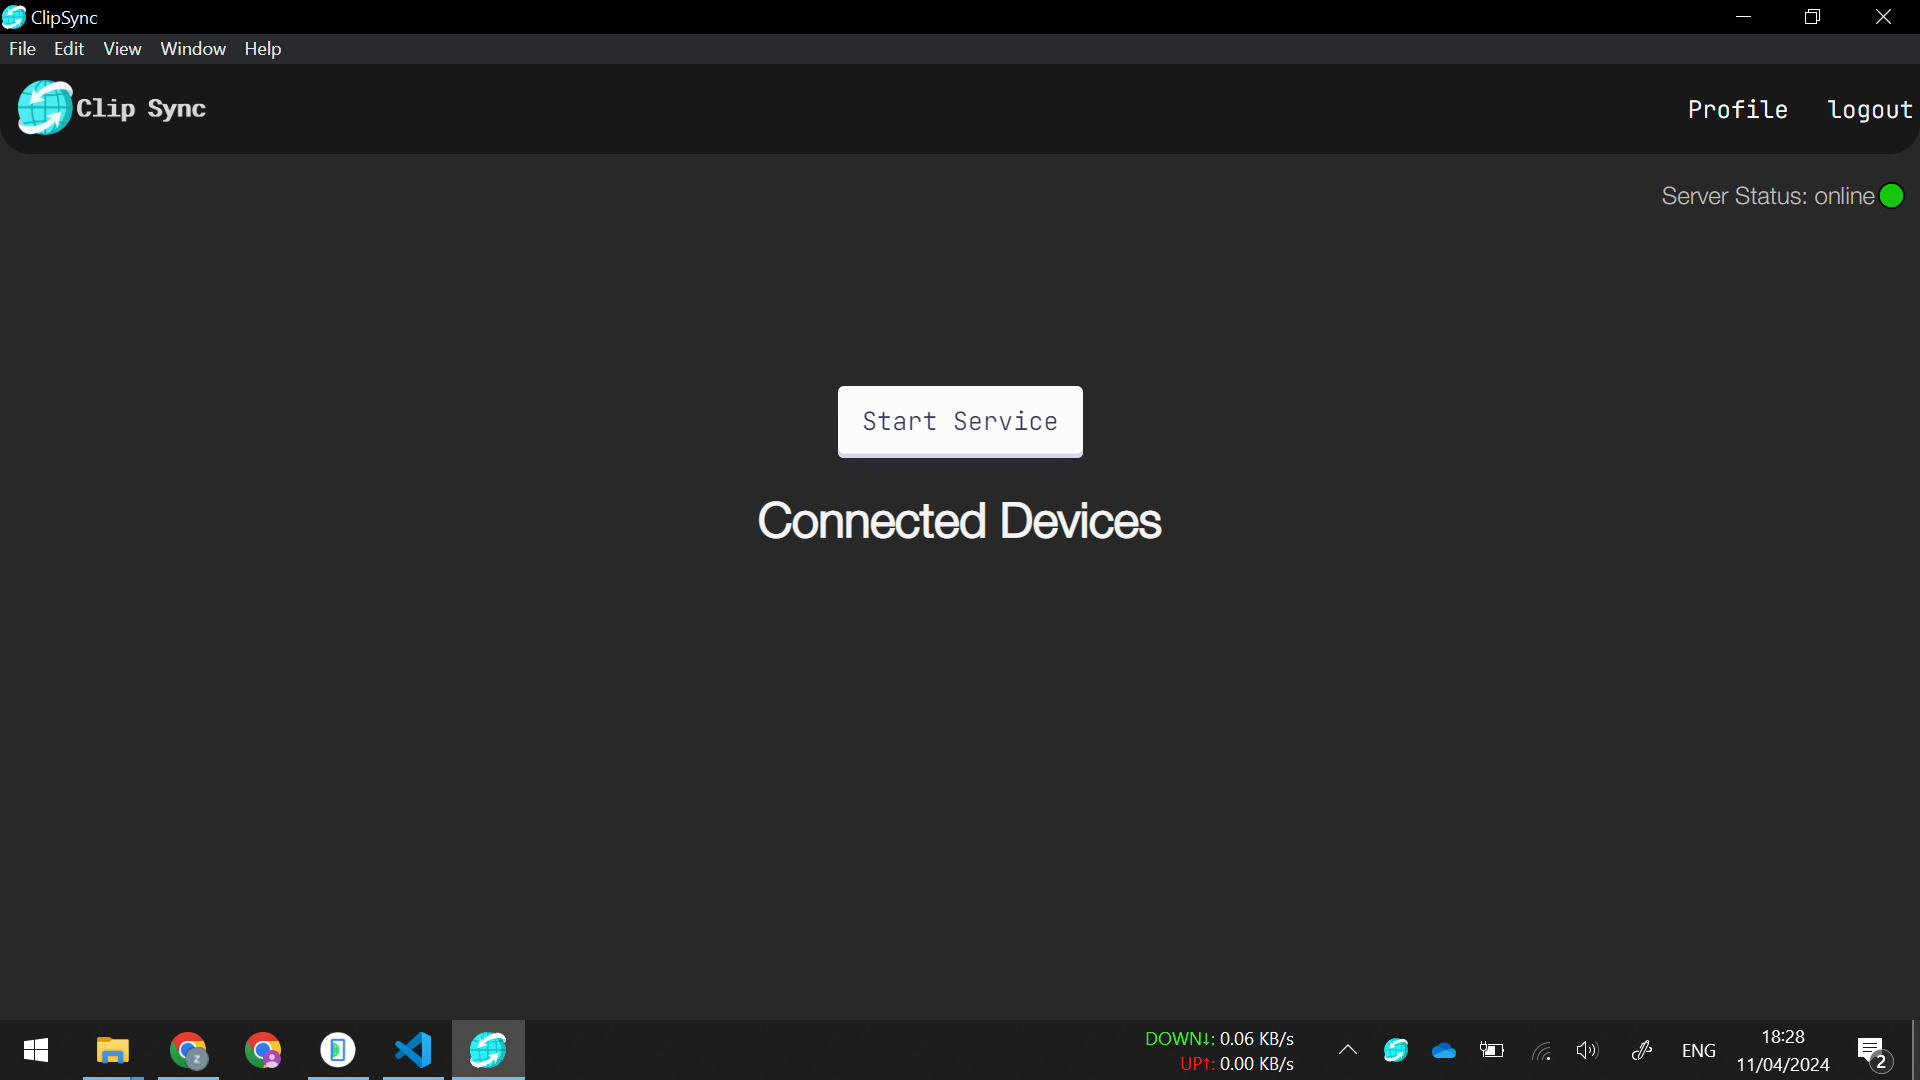 ClipSync
File Edit View Window Help
Clip Sync
Profile logout
Server Status: online
Start Service
Connected Devices
z
DOWN↓: 0.06 KB/s
UP↑: 0.00 KB/s
ENG
18:28
11/04/2024
2